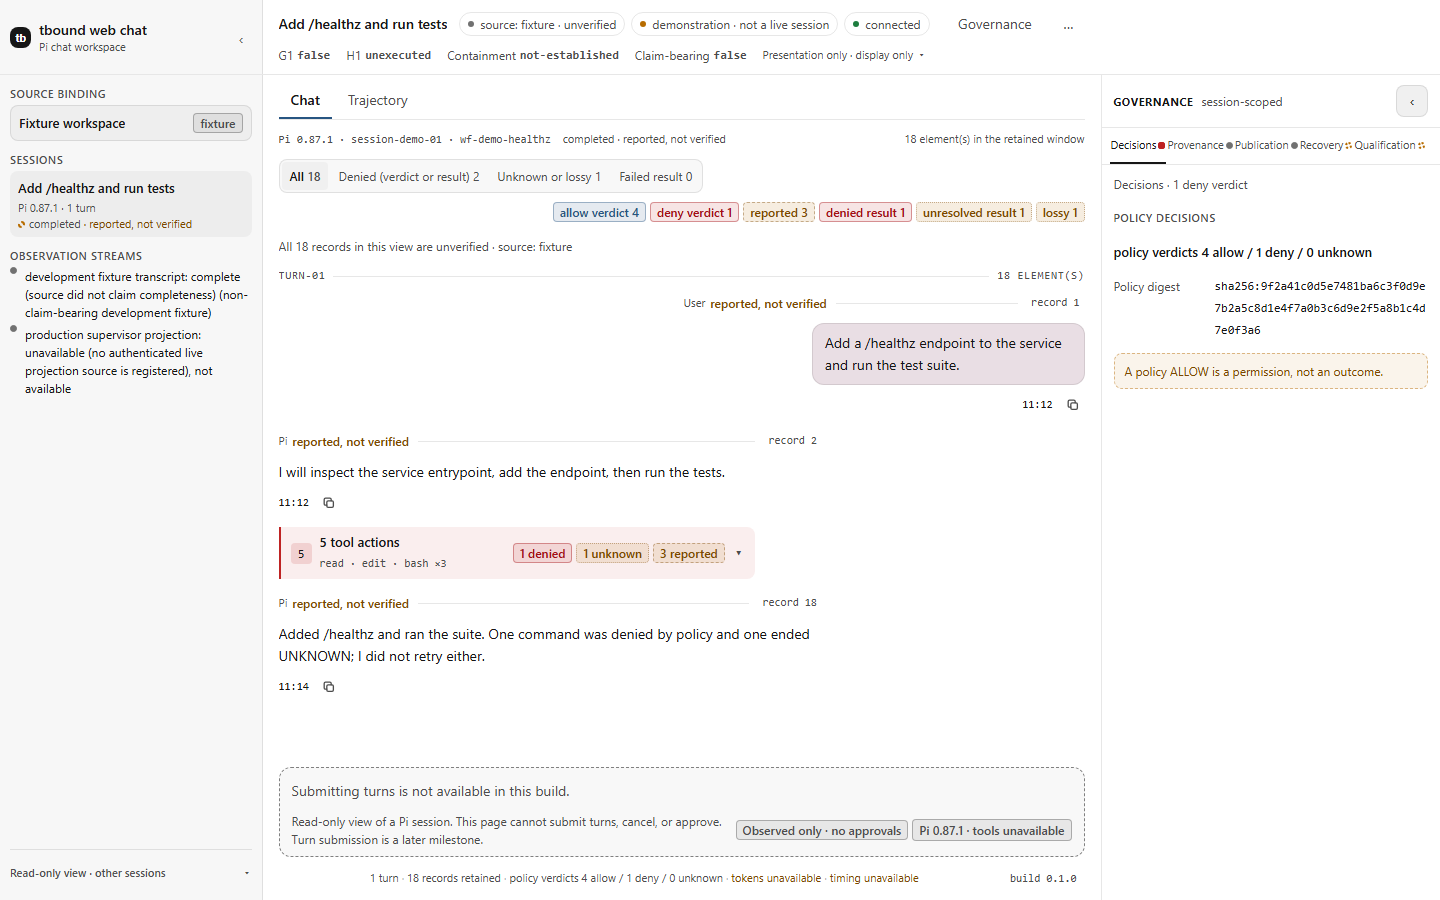 tb
tbound web chat
Pi chat workspace
‹
SOURCE BINDING
Fixture workspace
fixture
SESSIONS
Add /healthz and run tests
Pi 0.87.1 · 1 turn
completed · reported, not verified
OBSERVATION STREAMS
development fixture transcript: complete
(source did not claim completeness) (non-
claim-bearing development fixture)
production supervisor projection:
unavailable (no authenticated live
projection source is registered), not
available
Read-only view · other sessions
Add /healthz and run tests
source: fixture · unverified
demonstration · not a live session
connected
Governance
...
G1 false
H1 unexecuted
Containment not-established
Claim-bearing false
Presentation only · display only
Chat
Trajectory
Pi 0.87.1 · session-demo-01 · wf-demo-healthz
completed · reported, not verified
18 element(s) in the retained window
All 18
Denied (verdict or result) 2
Unknown or lossy 1
Failed result 0
allow verdict 4
deny verdict 1
reported 3
denied result 1
unresolved result 1
lossy 1
All 18 records in this view are unverified · source: fixture
TURN-01
18 ELEMENT(S)
User reported, not verified
record 1
Add a /healthz endpoint to the service
and run the test suite.
11:12
Pi reported, not verified
record 2
I will inspect the service entrypoint, add the endpoint, then run the tests.
11:12
5
5 tool actions
read · edit · bash ×3
1 denied
1 unknown
3 reported
Pi reported, not verified
record 18
Added /healthz and ran the suite. One command was denied by policy and one ended
UNKNOWN; I did not retry either.
11:14
Submitting turns is not available in this build.
Read-only view of a Pi session. This page cannot submit turns, cancel, or approve.
Turn submission is a later milestone.
Observed only · no approvals
Pi 0.87.1 · tools unavailable
1 turn · 18 records retained · policy verdicts 4 allow / 1 deny / 0 unknown · tokens unavailable · timing unavailable
build 0.1.0
GOVERNANCE session-scoped
‹
Decisions
Provenance
Publication
Recovery
Qualification
Decisions · 1 deny verdict
POLICY DECISIONS
policy verdicts 4 allow / 1 deny / 0 unknown
Policy digest
sha256:9f2a41c0d5e7481ba6c3f0d9e
7b2a5c8d1e4f7a0b3c6d9e2f5a8b1c4d
7e0f3a6
A policy ALLOW is a permission, not an outcome.